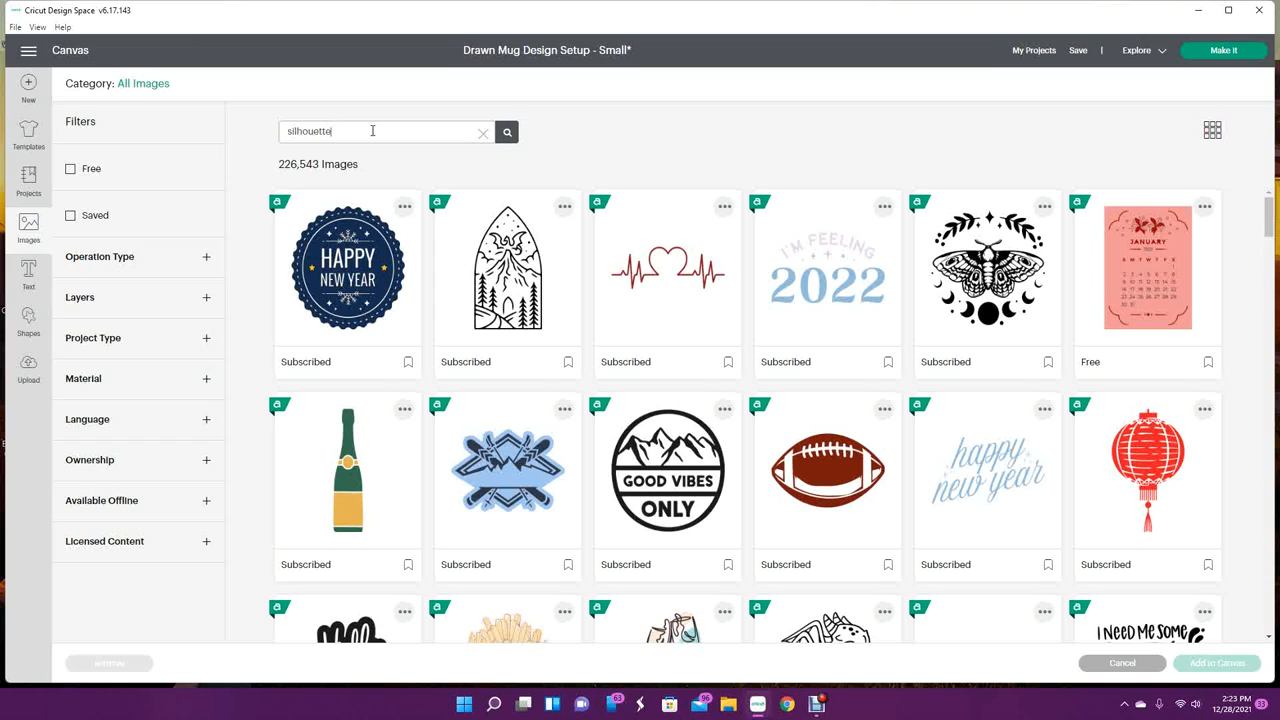 Cricut Design Space v6.17.143
File View Help
Canvas
Drawn Mug Design Setup - Small*
My Projects Save | Explore Make It
New
Templates
Projects
Images
Text
Shapes
Upload
Category: All Images
Filters
Free
Saved
Operation Type +
Layers +
Project Type +
Material +
Language +
Ownership +
Available Offline +
Licensed Content +
silhouette
226,543 Images
HAPPY
NEW YEAR
I'M FEELING
2022
JANUARY
Subscribed
Subscribed
Subscribed
Subscribed
Subscribed
Free
GOOD VIBES
ONLY
happy
new year
Subscribed
Subscribed
Subscribed
Subscribed
Subscribed
Subscribed
I NEED ME SOME
Cancel
Add to Canvas
63
96
cricut
2:23 PM
12/28/2021
33